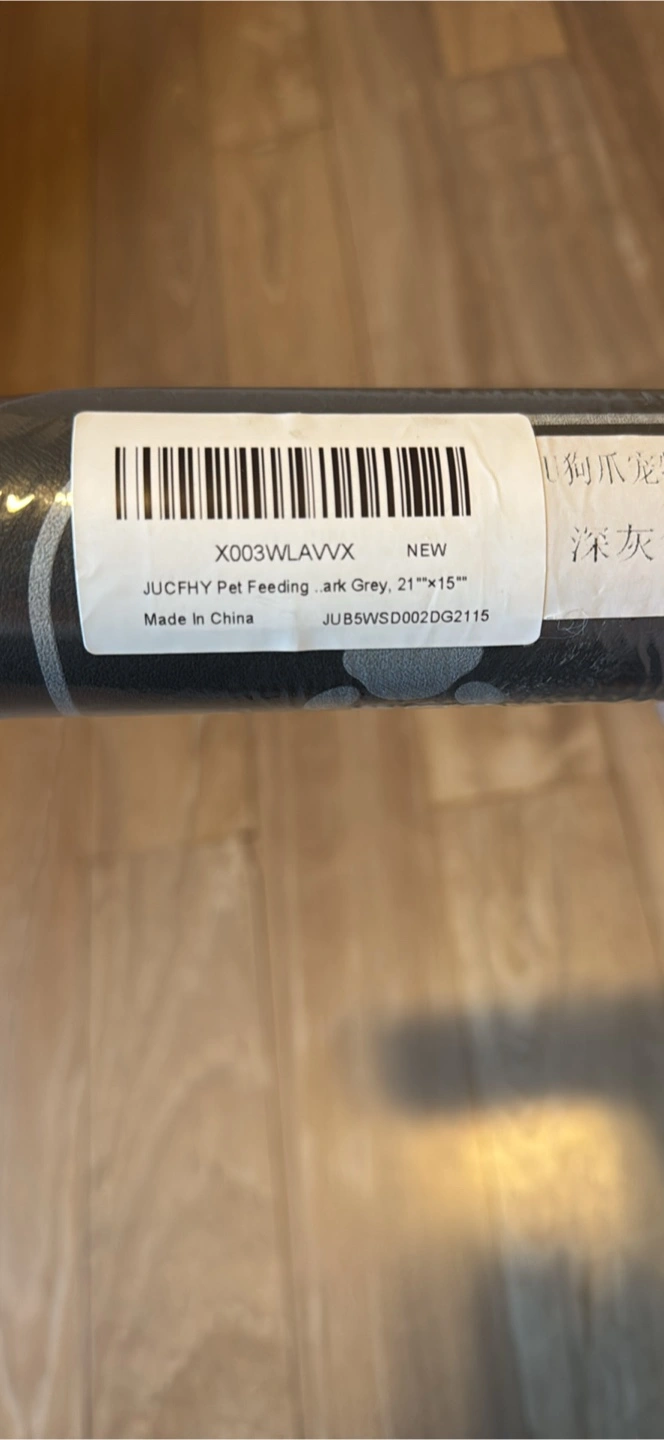 X003WLAVVX NEW
JUCFHY Pet Feeding ..ark Grey, 21""×15""
Made In China JUB5WSD002DG2115
狗爪宠
深灰